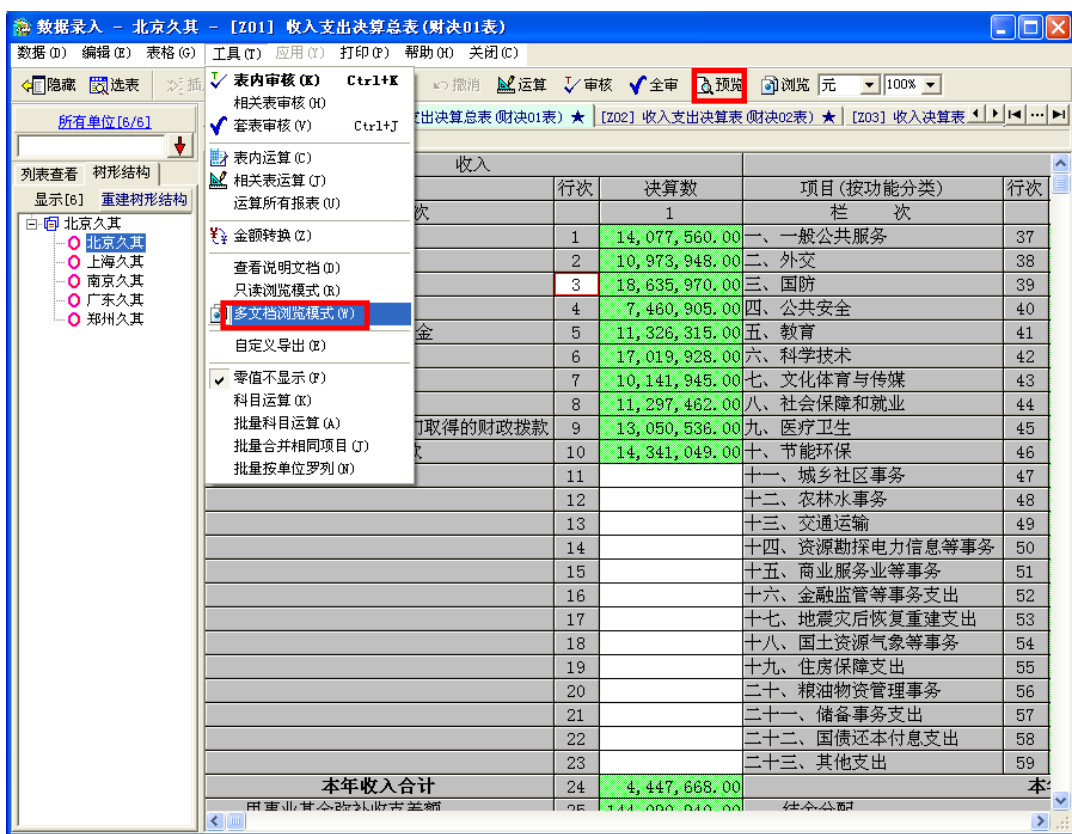 数据录入 - 北京久其 - [Z01] 收入支出决算总表(财决01表)
数据(D) 编辑(E) 表格(G) 工具(T) 应用(Y) 打印(P) 帮助(H) 关闭(C)
隐藏 选表 插 撤消 运算 审核 全审 预览 浏览 元 100%
所有单位[6/6]
列表查看 树形结构
显示[6] 重建树形结构
北京久其
北京久其
上海久其
南京久其
广东久其
郑州久其
表内审核(K) Ctrl+K
相关表审核(H)
套表审核(V) Ctrl+J
表内运算(C)
相关表运算(J)
运算所有报表(U)
金额转换(Z)
查看说明文档(D)
只读浏览模式(R)
多文档浏览模式(W)
自定义导出(E)
零值不显示(F)
科目运算(K)
批量科目运算(A)
批量合并相同项目(J)
批量按单位罗列(N)
出决算总表(财决01表) ★ [Z02] 收入支出决算表(财决02表) ★ [Z03] 收入决算表
收入
行次 决算数 项目(按功能分类) 行次
次 1 栏 次
1 14,077,560.00 一、一般公共服务 37
2 10,973,948.00 二、外交 38
3 18,635,970.00 三、国防 39
4 7,460,905.00 四、公共安全 40
金 5 11,326,315.00 五、教育 41
6 17,019,928.00 六、科学技术 42
7 10,141,945.00 七、文化体育与传媒 43
8 11,297,462.00 八、社会保障和就业 44
取得的财政拨款 9 13,050,536.00 九、医疗卫生 45
10 14,341,049.00 十、节能环保 46
11 十一、城乡社区事务 47
12 十二、农林水事务 48
13 十三、交通运输 49
14 十四、资源勘探电力信息等事务 50
15 十五、商业服务业等事务 51
16 十六、金融监管等事务支出 52
17 十七、地震灾后恢复重建支出 53
18 十八、国土资源气象等事务 54
19 十九、住房保障支出 55
20 二十、粮油物资管理事务 56
21 二十一、储备事务支出 57
22 二十二、国债还本付息支出 58
23 二十三、其他支出 59
本年收入合计 24 4,447,668.00 本
用事业基金弥补收支差额 25 结余分配